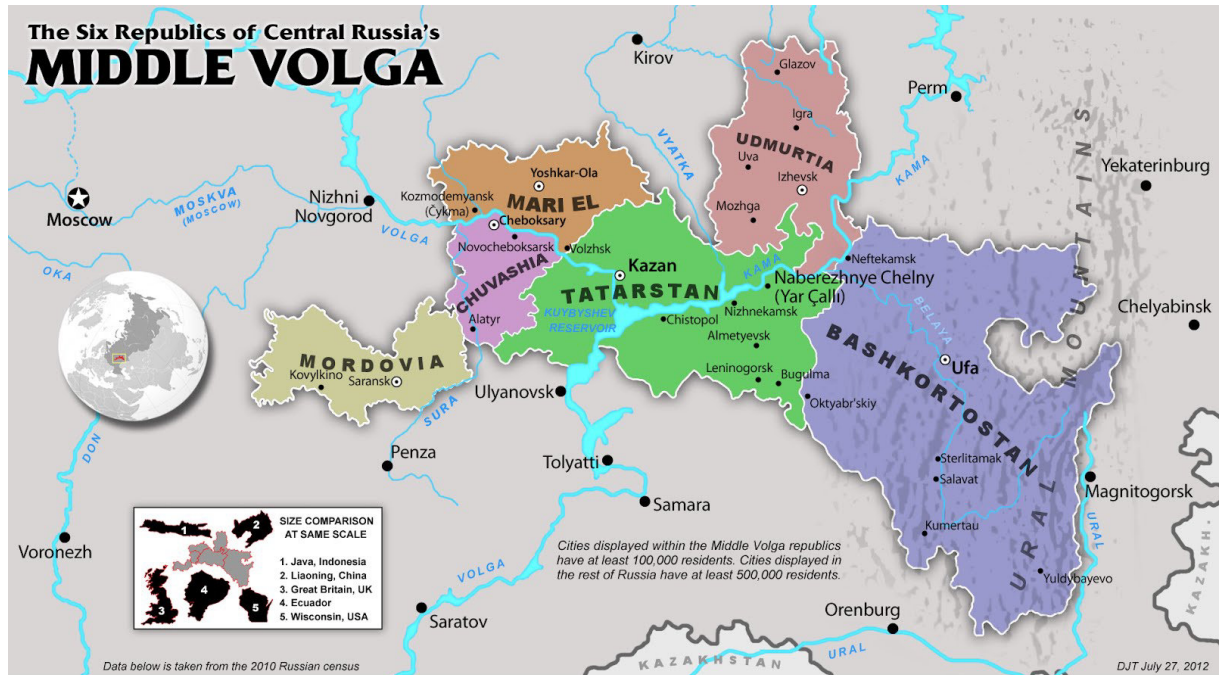 The Six Republics of Central Russia's
MIDDLE VOLGA
Kirov
Glazov
Perm
Igra
UDMURTIA
Uva
Izhevsk
Mozhga
VYATKA
KAMA
Yekaterinburg
Moscow
MOSKVA
(MOSCOW)
Nizhni
Novgorod
VOLGA
OKA
Yoshkar-Ola
Kozmodemyansk
(Čykma)
MARI EL
Cheboksary
Novocheboksarsk
Volzhsk
CHUVASHIA
Alatyr
Kazan
TATARSTAN
KAMA
KUYBYSHEV
RESERVOIR
Chistopol
Naberezhnye Chelny
(Yar Çallı)
Nizhnekamsk
Almetyevsk
Leninogorsk
Bugulma
Neftekamsk
BELAYA
Ufa
BASHKORTOSTAN
Oktyabr'skiy
Sterlitamak
Salavat
Kumertau
Yuldybayevo
URAL MOUNTAINS
Chelyabinsk
Magnitogorsk
URAL
KAZAKH.
MORDOVIA
Kovylkino
Saransk
SURA
Ulyanovsk
Penza
Tolyatti
Samara
DON
Voronezh
VOLGA
Saratov
Orenburg
URAL
KAZAKHSTAN
SIZE COMPARISON
AT SAME SCALE
1. Java, Indonesia
2. Liaoning, China
3. Great Britain, UK
4. Ecuador
5. Wisconsin, USA
1
2
3
4
5
Cities displayed within the Middle Volga republics
have at least 100,000 residents. Cities displayed in
the rest of Russia have at least 500,000 residents.
Data below is taken from the 2010 Russian census
DJT July 27, 2012